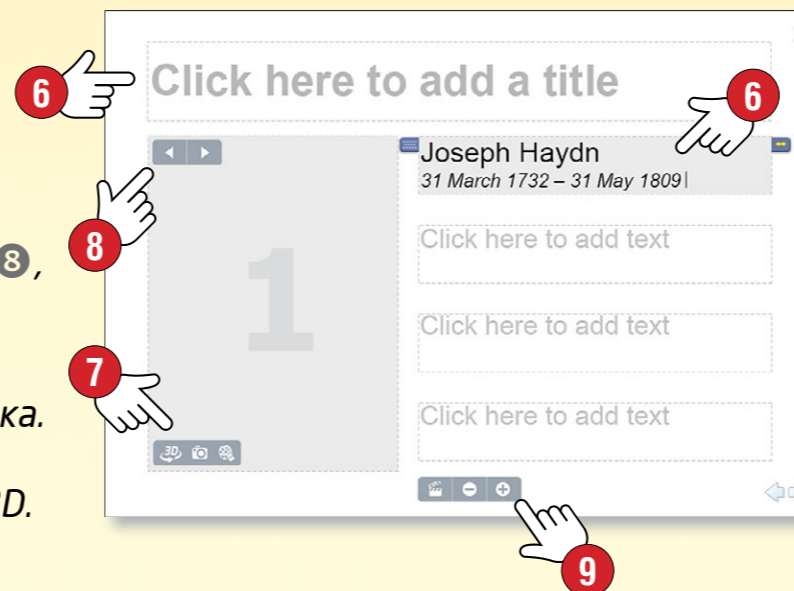 6
Click here to add a title
6
Joseph Haydn
31 March 1732 – 31 May 1809
8
8,
1
Click here to add text
Click here to add text
7
ка.
Click here to add text
3D
D.
9